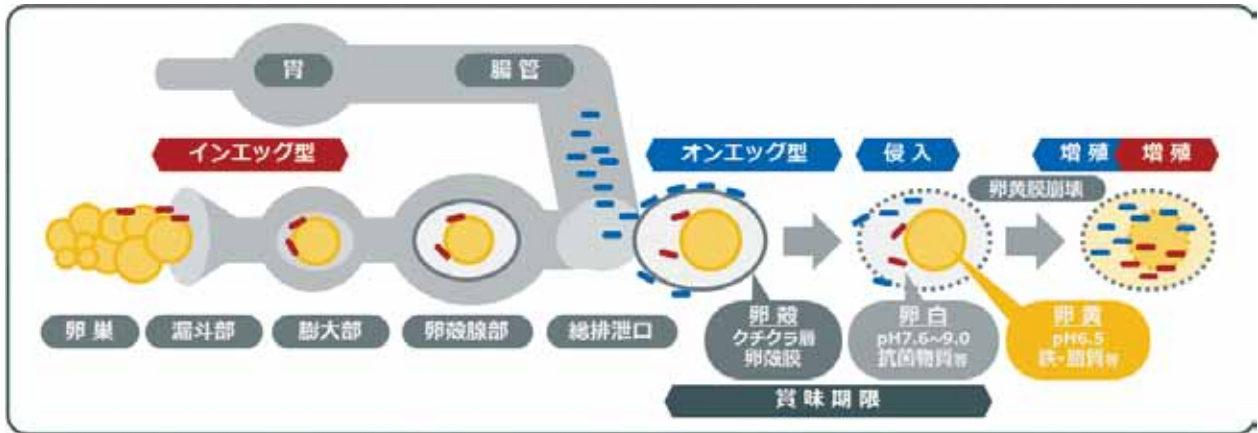 胃
腸管
インエッグ型
オンエッグ型
侵入
増殖
増殖
卵黄膜崩壊
卵巣
漏斗部
膨大部
卵殻腺部
総排泄口
卵殻
クチクラ層
卵殻膜
卵白
pH7.6~9.0
抗菌物質等
卵黄
pH6.5
鉄・脂質等
賞味期限